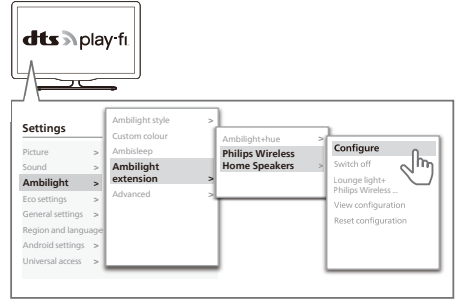 dts play-fi
Settings
Picture >
Sound >
Ambilight >
Eco settings >
General settings >
Region and language
Android settings >
Universal access >
Ambilight style >
Custom colour
Ambisleep
Ambilight
extension >
Advanced >
Ambilight+hue >
Philips Wireless
Home Speakers >
Configure
Switch off
Lounge light+
Philips Wireless ...
View configuration
Reset configuration